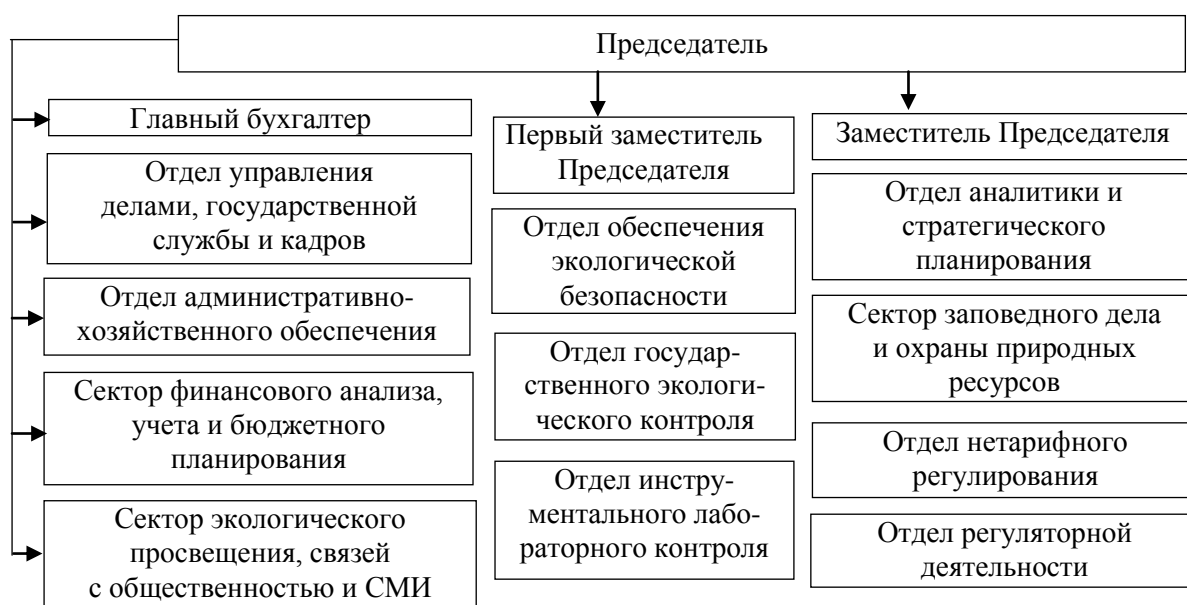 Председатель
Главный бухгалтер
Отдел управления
делами, государственной
службы и кадров
Отдел административно-
хозяйственного обеспечения
Сектор финансового анализа,
учета и бюджетного
планирования
Сектор экологического
просвещения, связей
с общественностью и СМИ
Первый заместитель
Председателя
Отдел обеспечения
экологической
безопасности
Отдел государ-
ственного экологи-
ческого контроля
Отдел инстру-
ментального лабо-
раторного контроля
Заместитель Председателя
Отдел аналитики и
стратегического
планирования
Сектор заповедного дела
и охраны природных
ресурсов
Отдел нетарифного
регулирования
Отдел регуляторной
деятельности